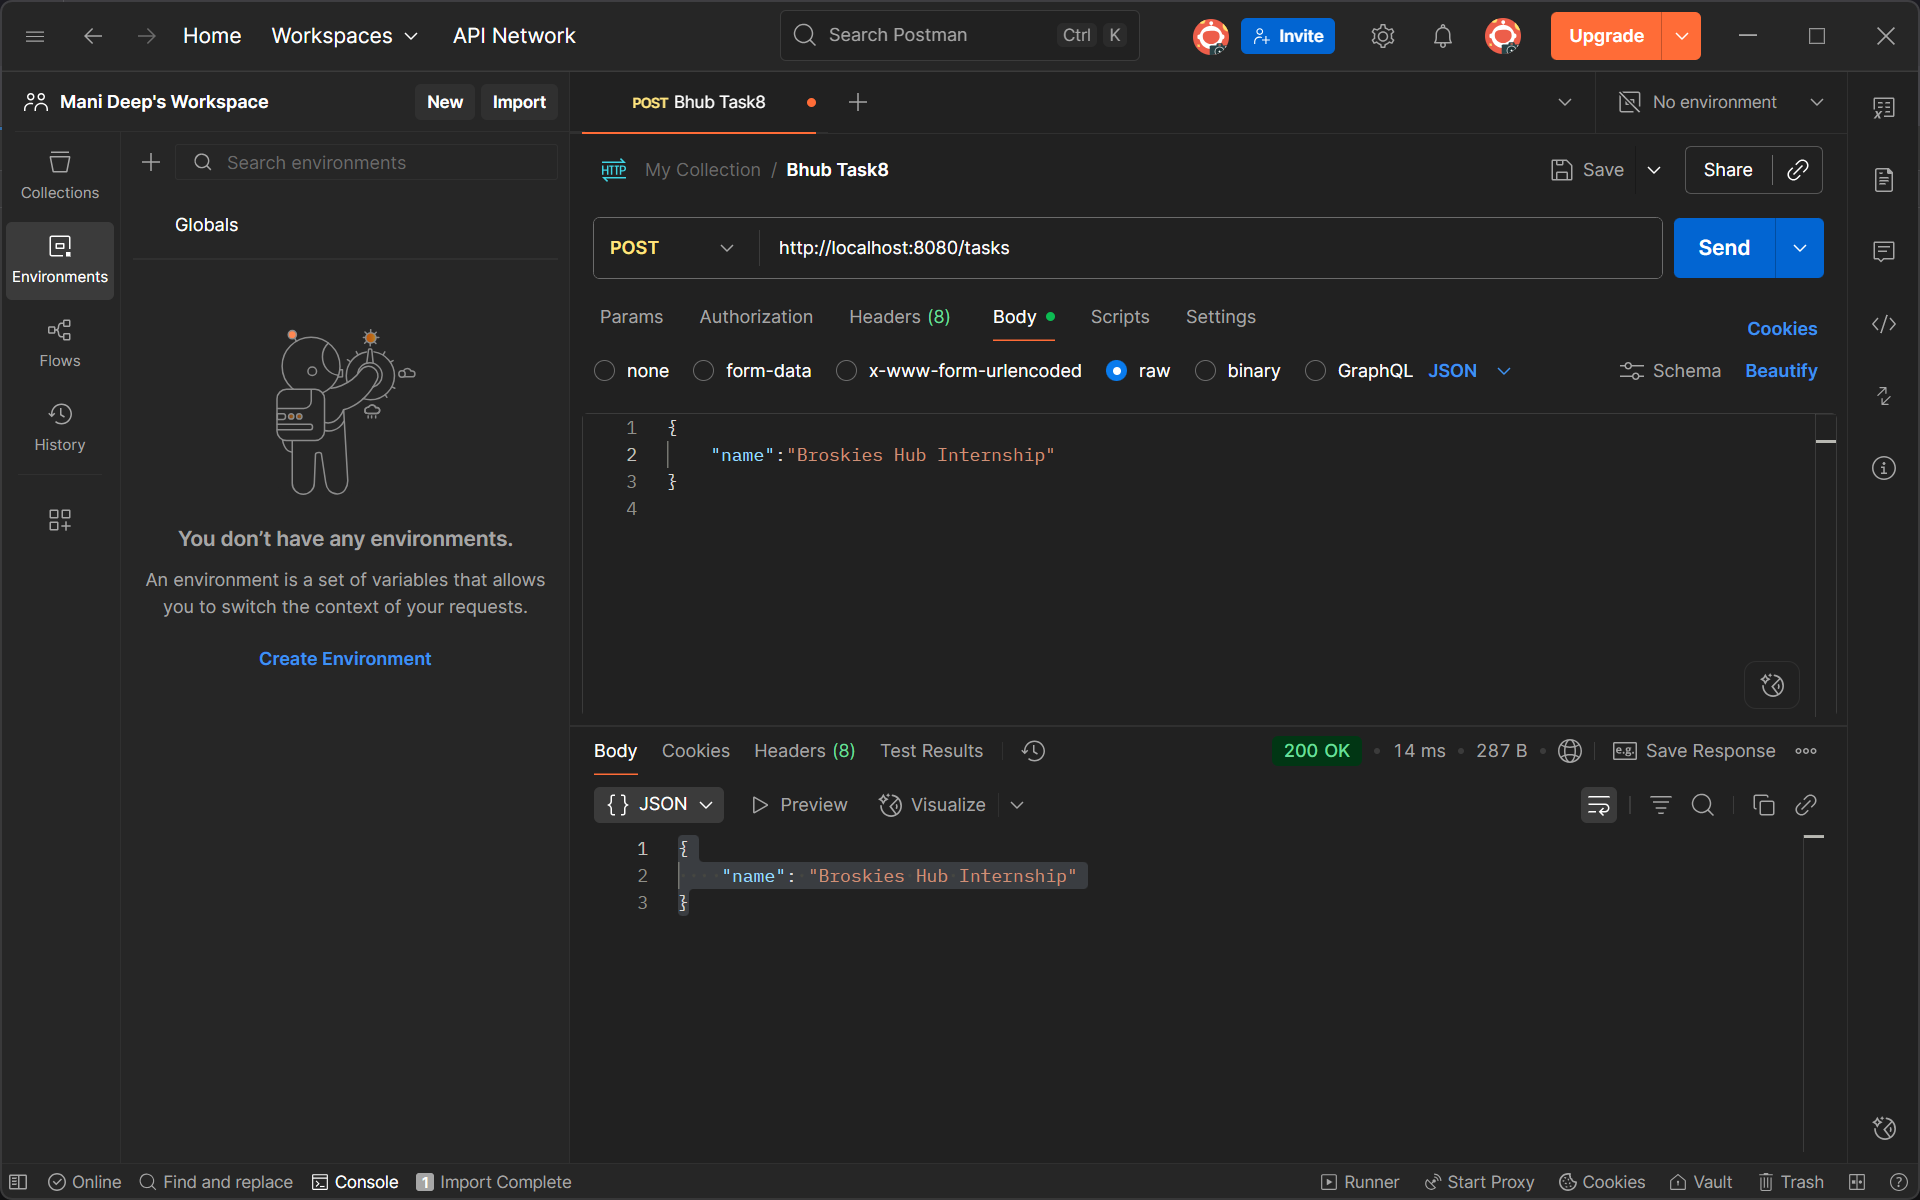 Home Workspaces API Network Search Postman Ctrl K Invite Upgrade
Mani Deep's Workspace New Import POST Bhub Task8 No environment
Collections
Search environments
My Collection / Bhub Task8 Save Share
Globals
POST http://localhost:8080/tasks Send
Environments
Params Authorization Headers (8) Body Scripts Settings Cookies
Flows
none form-data x-www-form-urlencoded raw binary GraphQL JSON Schema Beautify
History
1 {
2 "name":"Broskies Hub Internship"
3 }
4
You don’t have any environments.
An environment is a set of variables that allows
you to switch the context of your requests.
Create Environment
Body Cookies Headers (8) Test Results 200 OK 14 ms 287 B e.g. Save Response
{} JSON Preview Visualize
1 {
2 "name": "Broskies Hub Internship"
3 }
Online Find and replace Console 1 Import Complete Runner Start Proxy Cookies Vault Trash